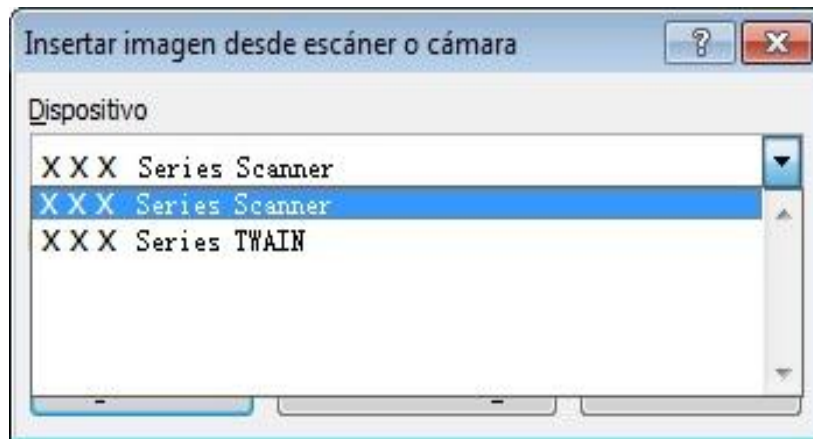 Insertar imagen desde escáner o cámara
Dispositivo
X X X Series Scanner
X X X Series Scanner
X X X Series TWAIN